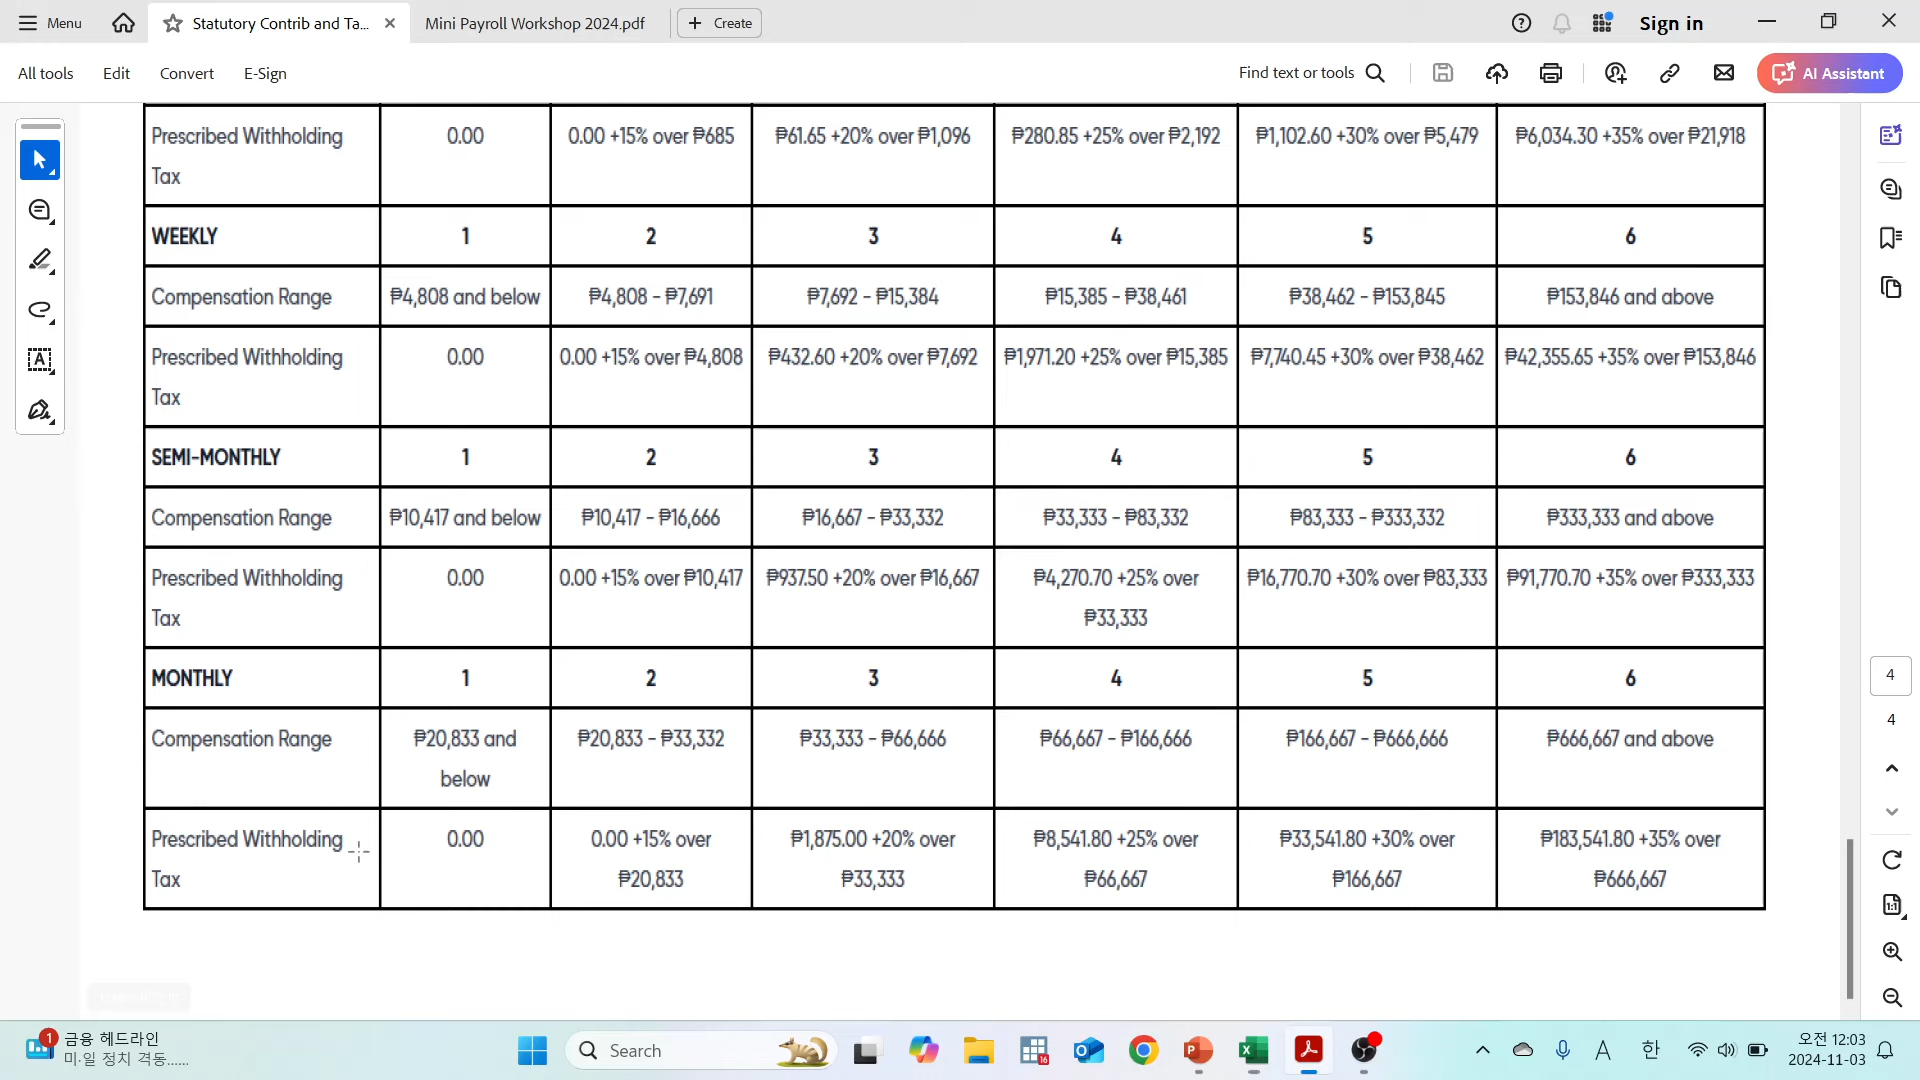 Menu
Statutory Contrib and Ta...
Mini Payroll Workshop 2024.pdf
Create
Sign in
All tools
Edit
Convert
E-Sign
Find text or tools
AI Assistant
Prescribed Withholding Tax 0.00 0.00 +15% over ₱685 ₱61.65 +20% over ₱1,096 ₱280.85 +25% over ₱2,192 ₱1,102.60 +30% over ₱5,479 ₱6,034.30 +35% over ₱21,918
WEEKLY 1 2 3 4 5 6
Compensation Range ₱4,808 and below ₱4,808 - ₱7,691 ₱7,692 - ₱15,384 ₱15,385 - ₱38,461 ₱38,462 - ₱153,845 ₱153,846 and above
Prescribed Withholding Tax 0.00 0.00 +15% over ₱4,808 ₱432.60 +20% over ₱7,692 ₱1,971.20 +25% over ₱15,385 ₱7,740.45 +30% over ₱38,462 ₱42,355.65 +35% over ₱153,846
SEMI-MONTHLY 1 2 3 4 5 6
Compensation Range ₱10,417 and below ₱10,417 - ₱16,666 ₱16,667 - ₱33,332 ₱33,333 - ₱83,332 ₱83,333 - ₱333,332 ₱333,333 and above
Prescribed Withholding Tax 0.00 0.00 +15% over ₱10,417 ₱937.50 +20% over ₱16,667 ₱4,270.70 +25% over ₱33,333 ₱16,770.70 +30% over ₱83,333 ₱91,770.70 +35% over ₱333,333
MONTHLY 1 2 3 4 5 6
Compensation Range ₱20,833 and below ₱20,833 - ₱33,332 ₱33,333 - ₱66,666 ₱66,667 - ₱166,666 ₱166,667 - ₱666,666 ₱666,667 and above
Prescribed Withholding Tax 0.00 0.00 +15% over ₱20,833 ₱1,875.00 +20% over ₱33,333 ₱8,541.80 +25% over ₱66,667 ₱33,541.80 +30% over ₱166,667 ₱183,541.80 +35% over ₱666,667
4
4
1
금융 헤드라인
미·일 정치 격동......
Search
16
A
한
오전 12:03
2024-11-03